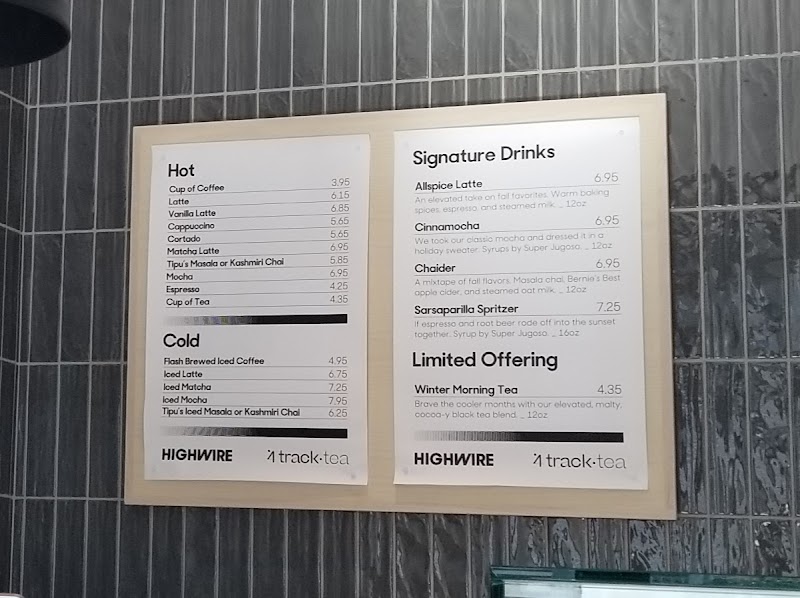 Hot
Cup of Coffee 3.95
Latte 6.15
Vanilla Latte 6.85
Cappuccino 5.65
Cortado 5.65
Matcha Latte 6.95
Tipu's Masala or Kashmiri Chai 5.85
Mocha 6.95
Espresso 4.25
Cup of Tea 4.35
Cold
Flash Brewed Iced Coffee 4.95
Iced Latte 6.75
Iced Matcha 7.25
Iced Mocha 7.95
Tipu's Iced Masala or Kashmiri Chai 6.25
HIGHWIRE track·tea
Signature Drinks
Allspice Latte 6.95
An elevated take on fall favorites. Warm baking
spices, espresso, and steamed milk. _ 12oz
Cinnamocha 6.95
We took our classic mocha and dressed it in a
holiday sweater. Syrups by Super Jugoso. _ 12oz
Chaider 6.95
A mixtape of fall flavors. Masala chai, Bernie's Best
apple cider, and steamed oat milk. _ 12oz
Sarsaparilla Spritzer 7.25
If espresso and root beer rode off into the sunset
together. Syrup by Super Jugoso. _ 16oz
Limited Offering
Winter Morning Tea 4.35
Brave the cooler months with our elevated, malty,
cocoa-y black tea blend. _ 12oz
HIGHWIRE track·tea